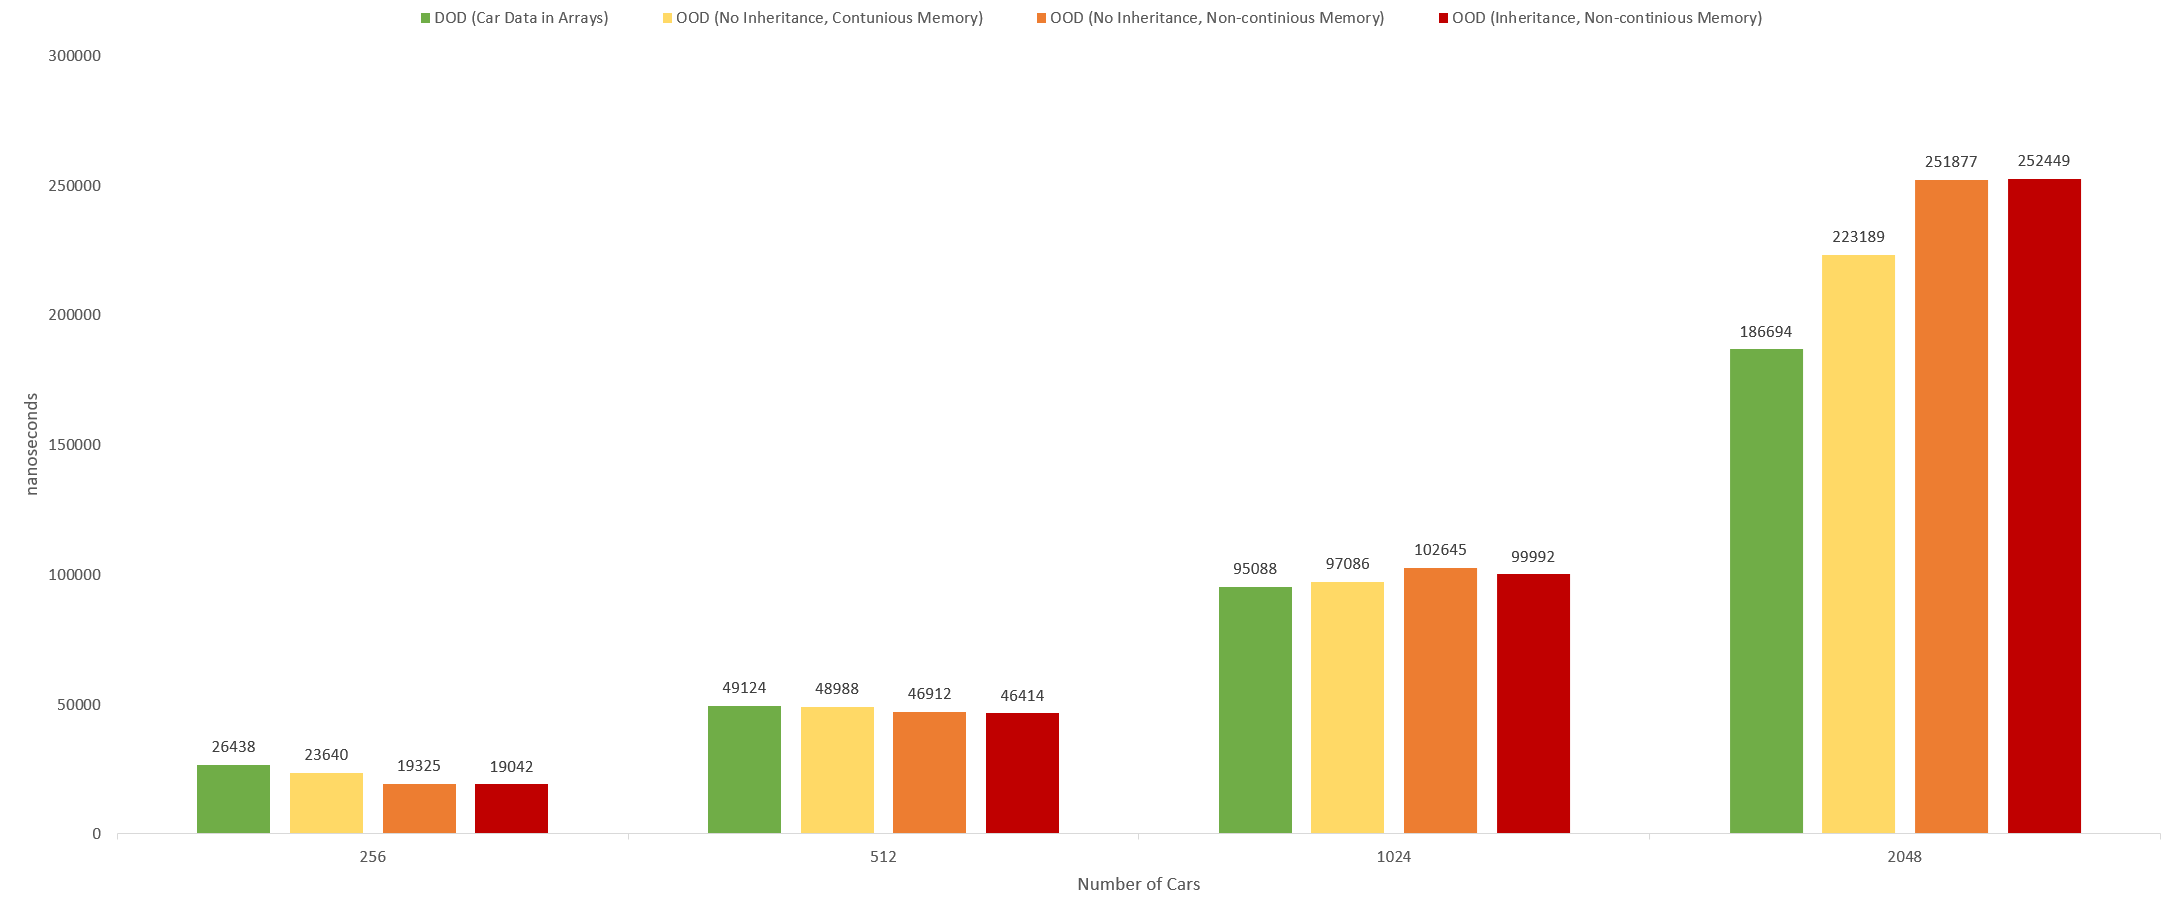 DOD (Car Data in Arrays) OOD (No Inheritance, Contunious Memory) OOD (No Inheritance, Non-continious Memory) OOD (Inheritance, Non-continious Memory)
300000
250000
200000
150000
100000
50000
0
nanoseconds
26438 23640 19325 19042
49124 48988 46912 46414
95088 97086 102645 99992
186694 223189 251877 252449
256 512 1024 2048
Number of Cars